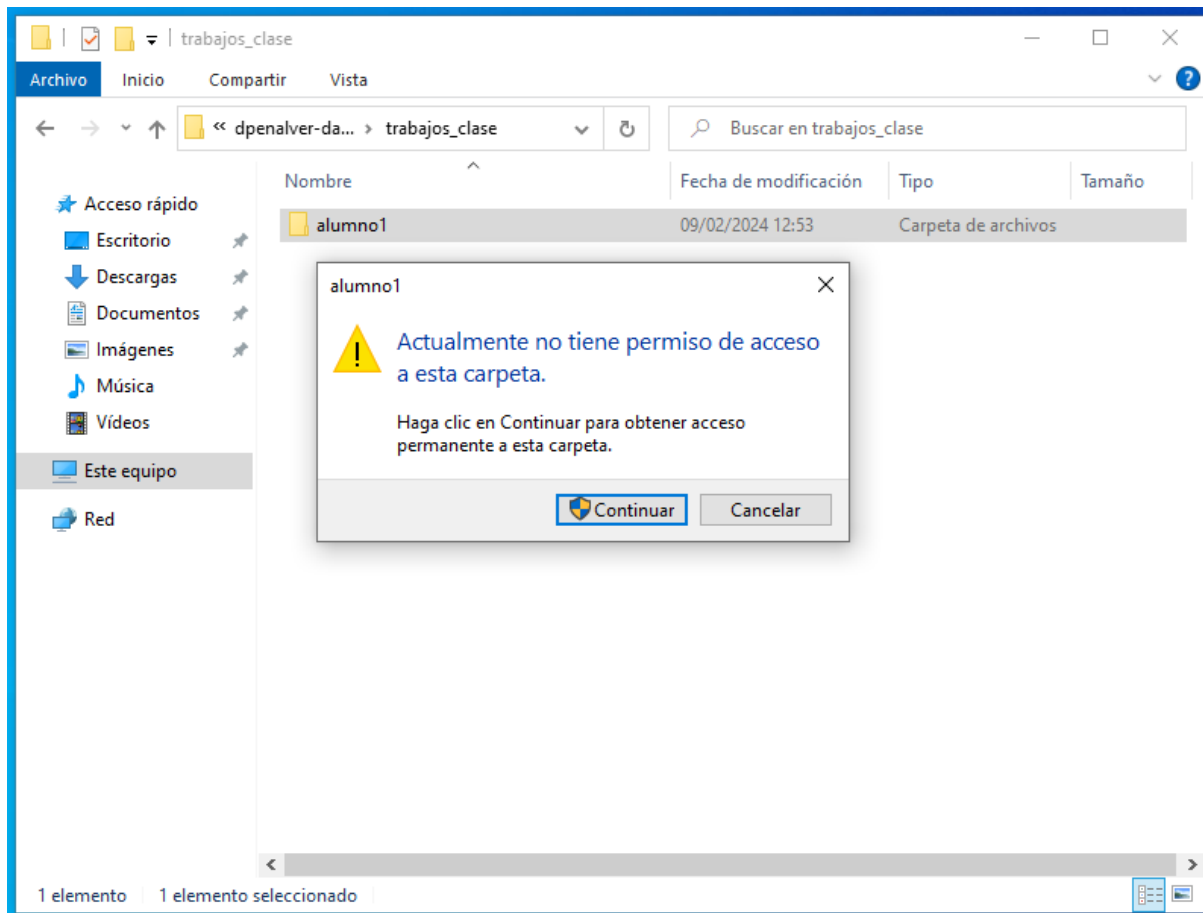 trabajos_clase
Archivo Inicio Compartir Vista
« dpenalver-da... › trabajos_clase
Buscar en trabajos_clase
Nombre Fecha de modificación Tipo Tamaño
Acceso rápido
Escritorio
Descargas
Documentos
Imágenes
Música
Vídeos
Este equipo
Red
alumno1 09/02/2024 12:53 Carpeta de archivos
alumno1
Actualmente no tiene permiso de acceso
a esta carpeta.
Haga clic en Continuar para obtener acceso
permanente a esta carpeta.
Continuar Cancelar
1 elemento 1 elemento seleccionado